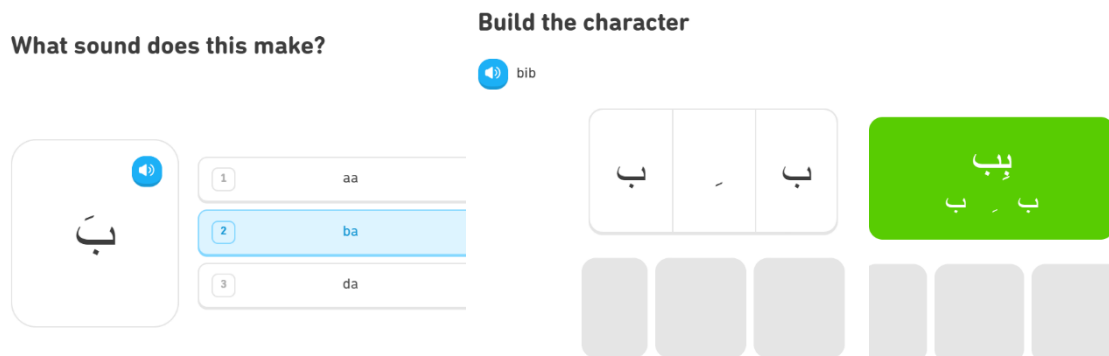 What sound does this make?
بَ
1 aa
2 ba
3 da
Build the character
bib
ب ِ ب
بِب
ب ِ ب